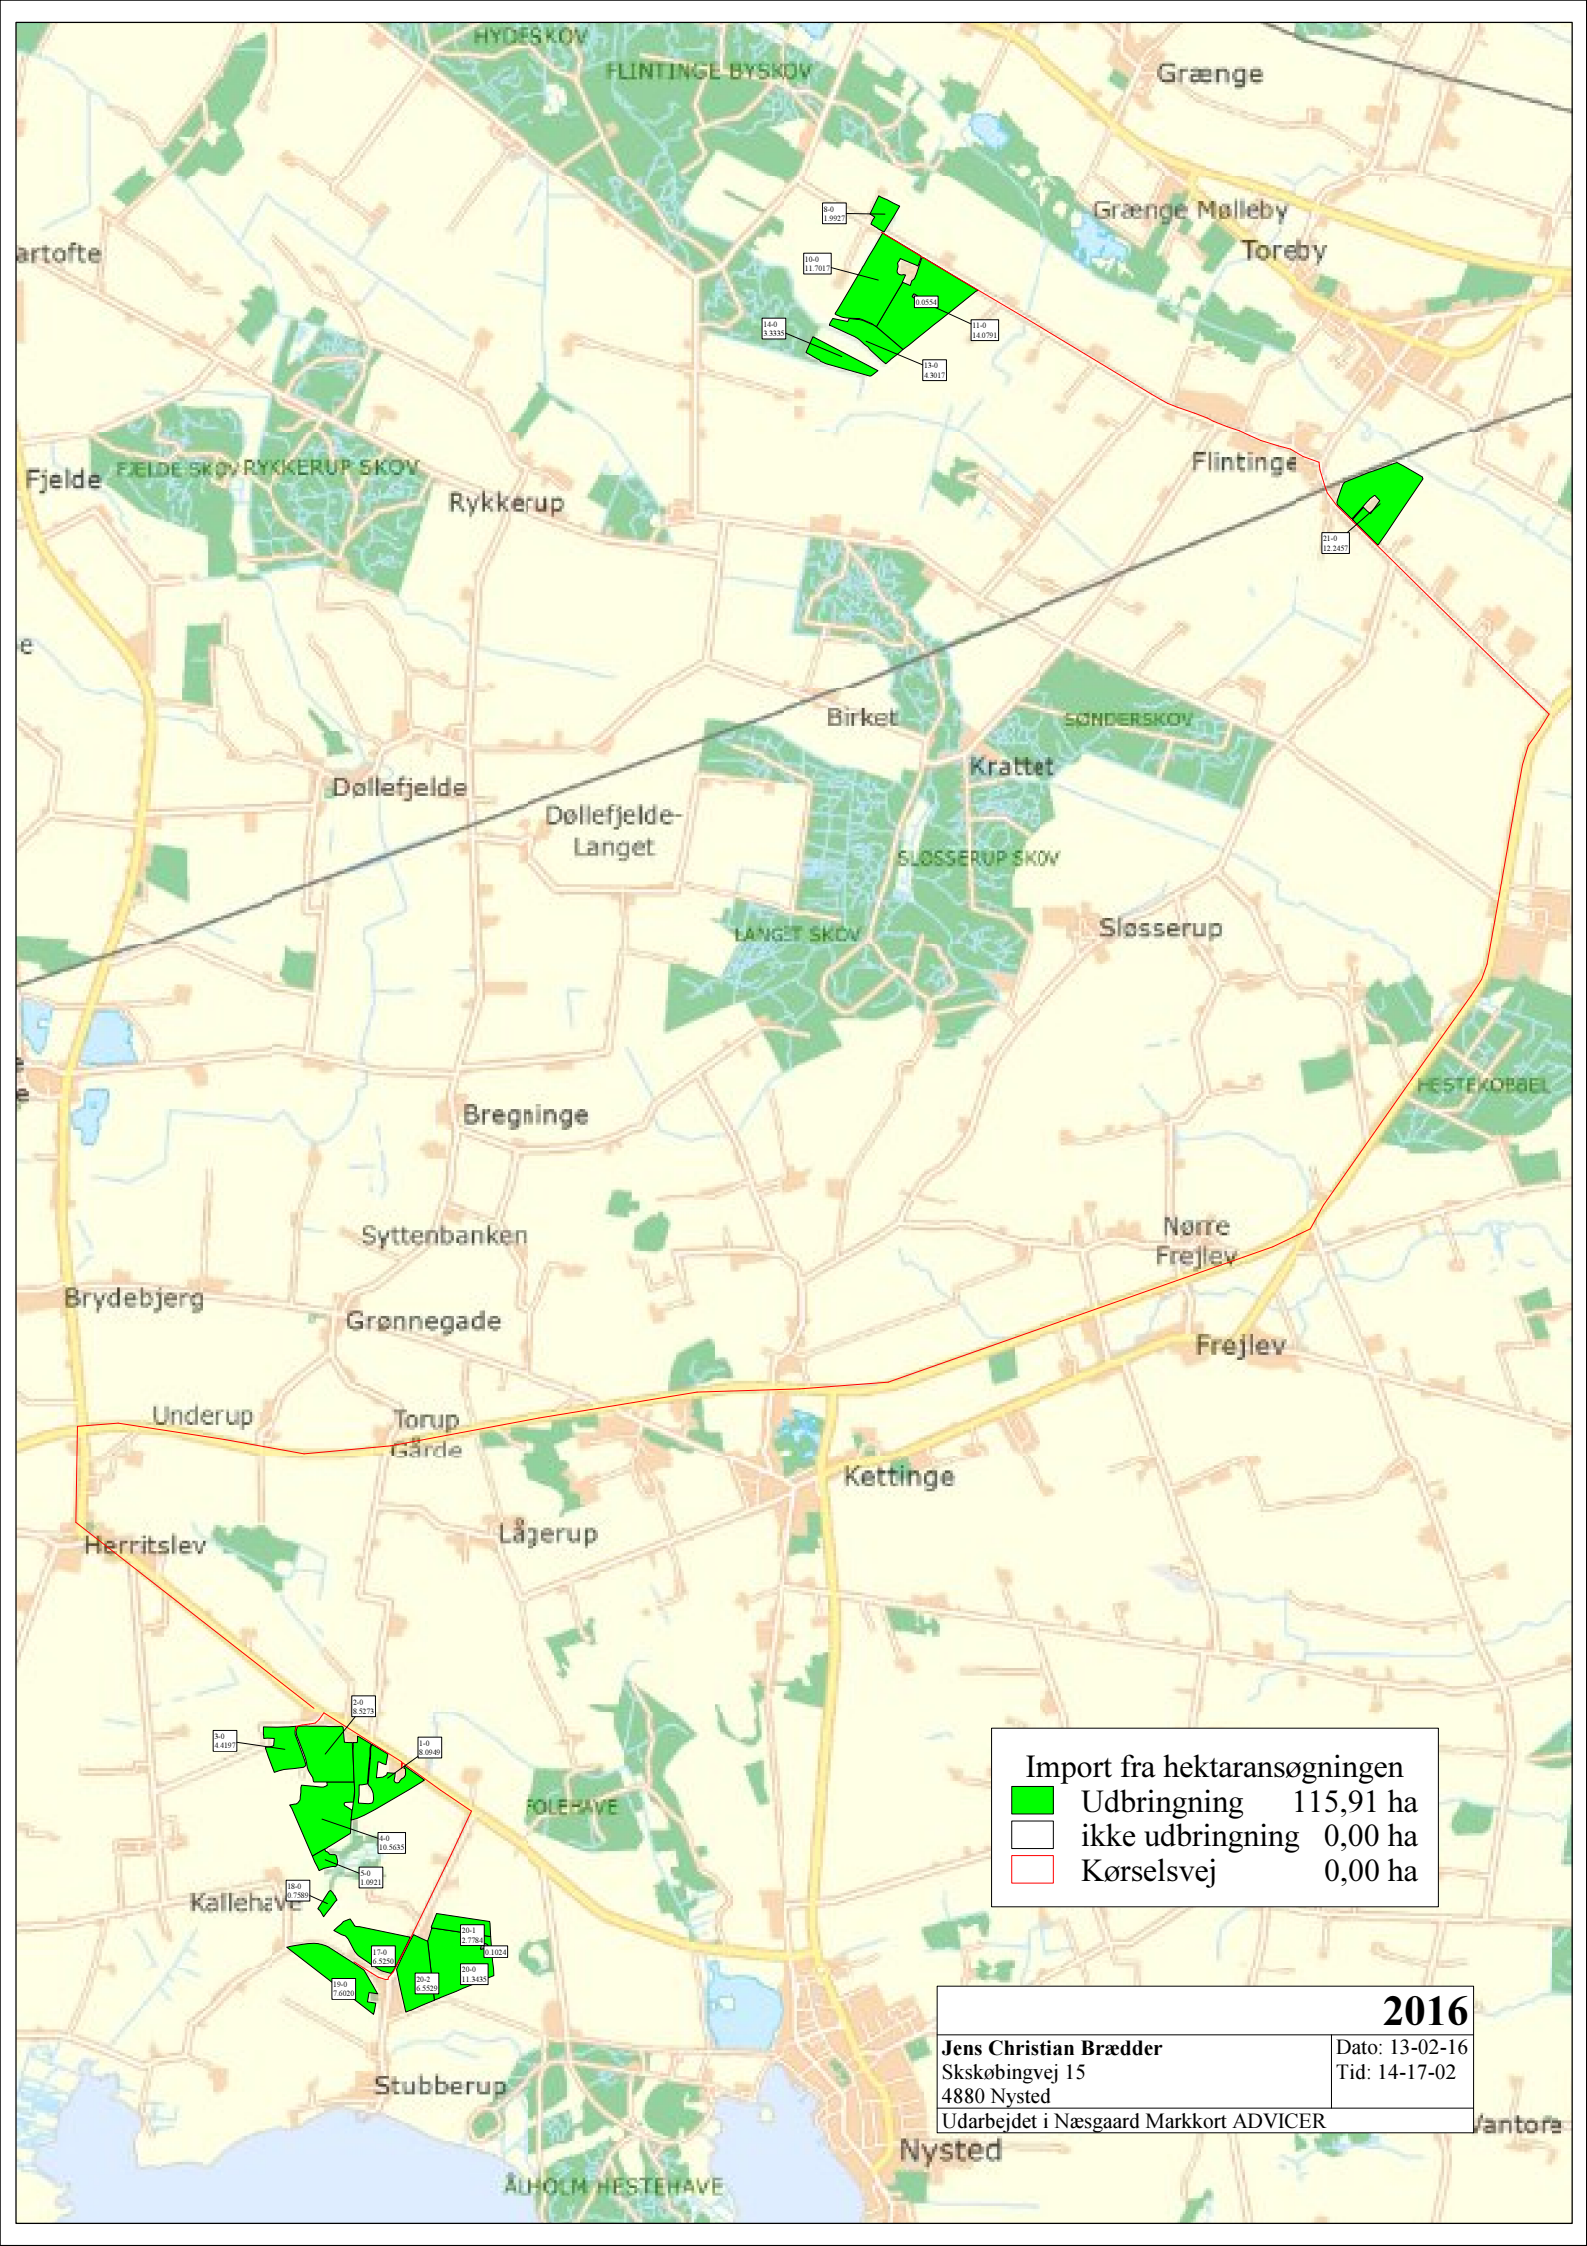 HYDESKOV
FLINTINGE BYSKOV
Grænge
Grænge Mølleby
Toreby
artofte
8-0
1.9927
10-0
11.7017
0.0554
14-0
3.3335
11-0
14.0791
13-0
4.3017
Flintinge
Fjelde
FJELDE SKOV
RYKKERUP SKOV
Rykkerup
21-0
12.2457
e
Birket
SØNDERSKOV
Krattet
Døllefjelde
Døllefjelde-
Langet
SLØSSERUP SKOV
LANGET SKOV
Sløsserup
e
e
HESTEKOBBEL
Bregninge
Syttenbanken
Nørre
Frejlev
Brydebjerg
Grønnegade
Frejlev
Underup
Torup
Gårde
Kettinge
Lågerup
Herritslev
2-0
8.5273
3-0
4.4197
1-0
8.0949
FOLEHAVE
4-0
10.5635
5-0
1.0921
18-0
0.7589
Kallehave
20-1
2.7784
0.1024
17-0
6.5250
20-2
6.5529
20-0
11.3435
19-0
7.6020
Import fra hektaransøgningen
Udbringning 115,91 ha
ikke udbringning 0,00 ha
Kørselsvej 0,00 ha
2016
Jens Christian Brædder
Skskøbingvej 15
4880 Nysted
Dato: 13-02-16
Tid: 14-17-02
Udarbejdet i Næsgaard Markkort ADVICER
Stubberup
Vantore
Nysted
ÅLHOLM HESTEHAVE